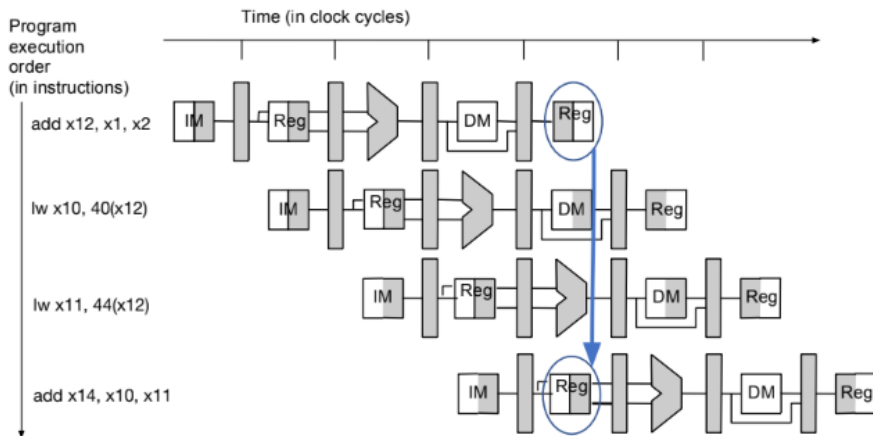 Time (in clock cycles)
Program
execution
order
(in instructions)
add x12, x1, x2
IM
Reg
DM
Reg
lw x10, 40(x12)
IM
Reg
DM
Reg
lw x11, 44(x12)
IM
Reg
DM
Reg
add x14, x10, x11
IM
Reg
DM
Reg